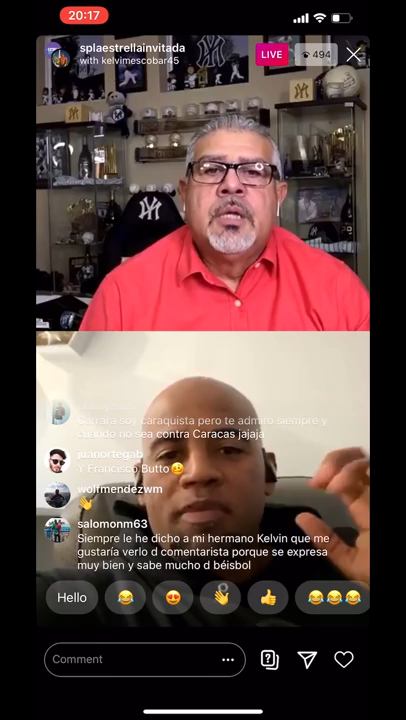 20:17
splaestrellainvitada
with kelvimescobar45
LIVE
494
soy caraquista pero te admiro siempre y
cuando no sea contra Caracas jajaja
juanortegab
Y Francisco Butto🥴
wolfmendezwm
👋
salomonm63
Siempre le he dicho a mi hermano Kelvin que me
gustaría verlo d comentarista porque se expresa
muy bien y sabe mucho d béisbol
Hello
😂
😍
👋
👍
😂😂😂
Comment